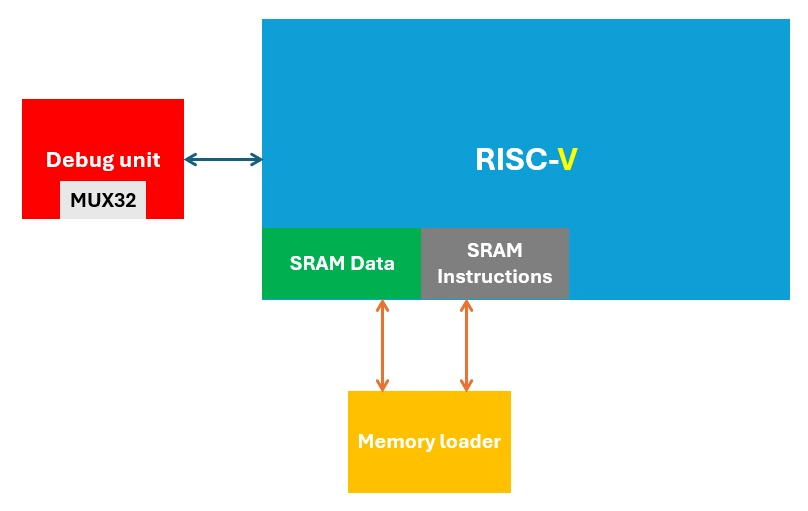 Debug unit
MUX32
RISC-V
SRAM Data
SRAM
Instructions
Memory loader